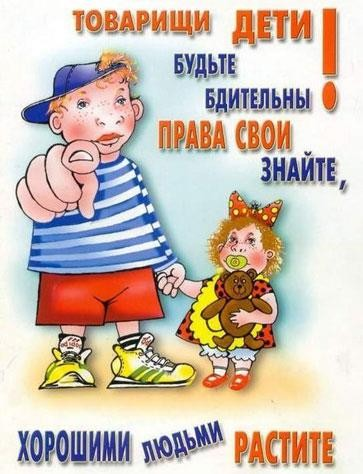 ТОВАРИЩИ ДЕТИ!
БУДЬТЕ
БДИТЕЛЬНЫ
ПРАВА СВОИ
ЗНАЙТЕ,
ХОРОШИМИ ЛЮДЬМИ РАСТИТЕ